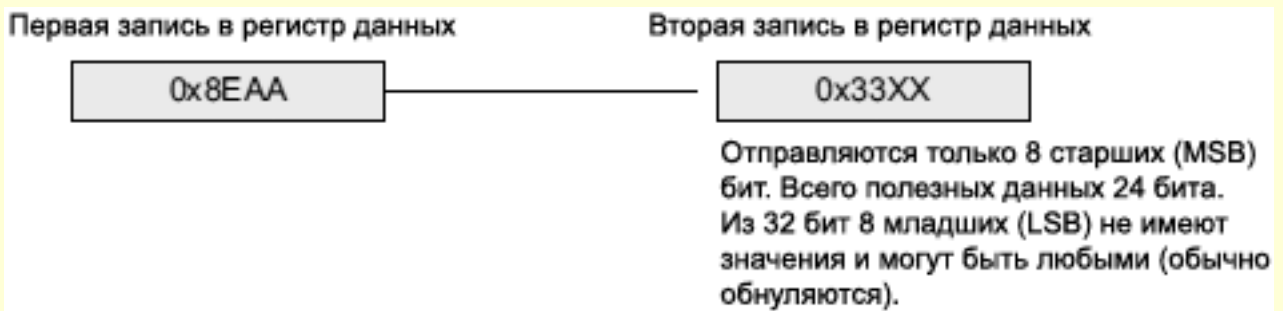 Первая запись в регистр данных
Вторая запись в регистр данных
0x8EAA
0x33XX
Отправляются только 8 старших (MSB)
бит. Всего полезных данных 24 бита.
Из 32 бит 8 младших (LSB) не имеют
значения и могут быть любыми (обычно
обнуляются).